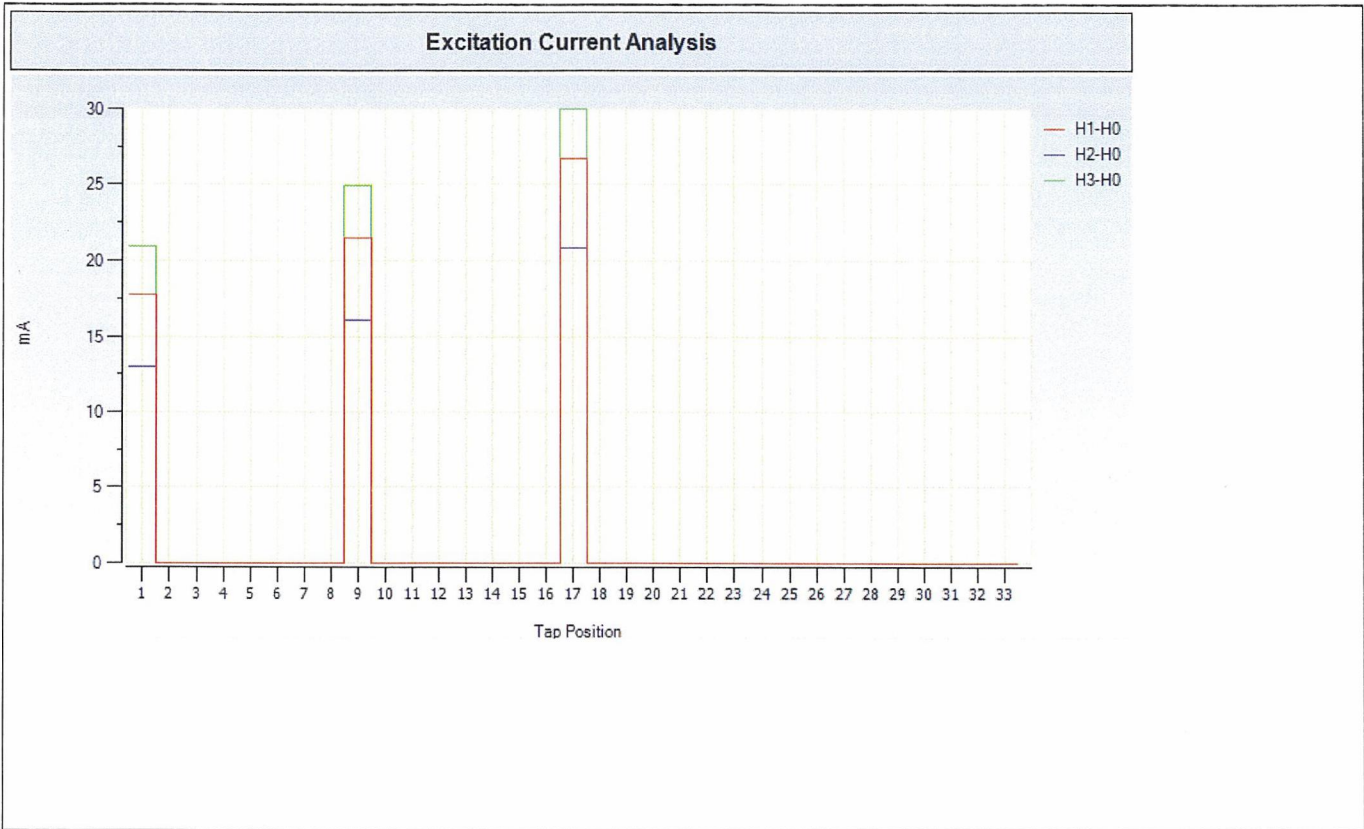 Excitation Current Analysis
30
25
20
15
10
5
0
mA
H1-H0
H2-H0
H3-H0
1 2 3 4 5 6 7 8 9 10 11 12 13 14 15 16 17 18 19 20 21 22 23 24 25 26 27 28 29 30 31 32 33
Tap Position